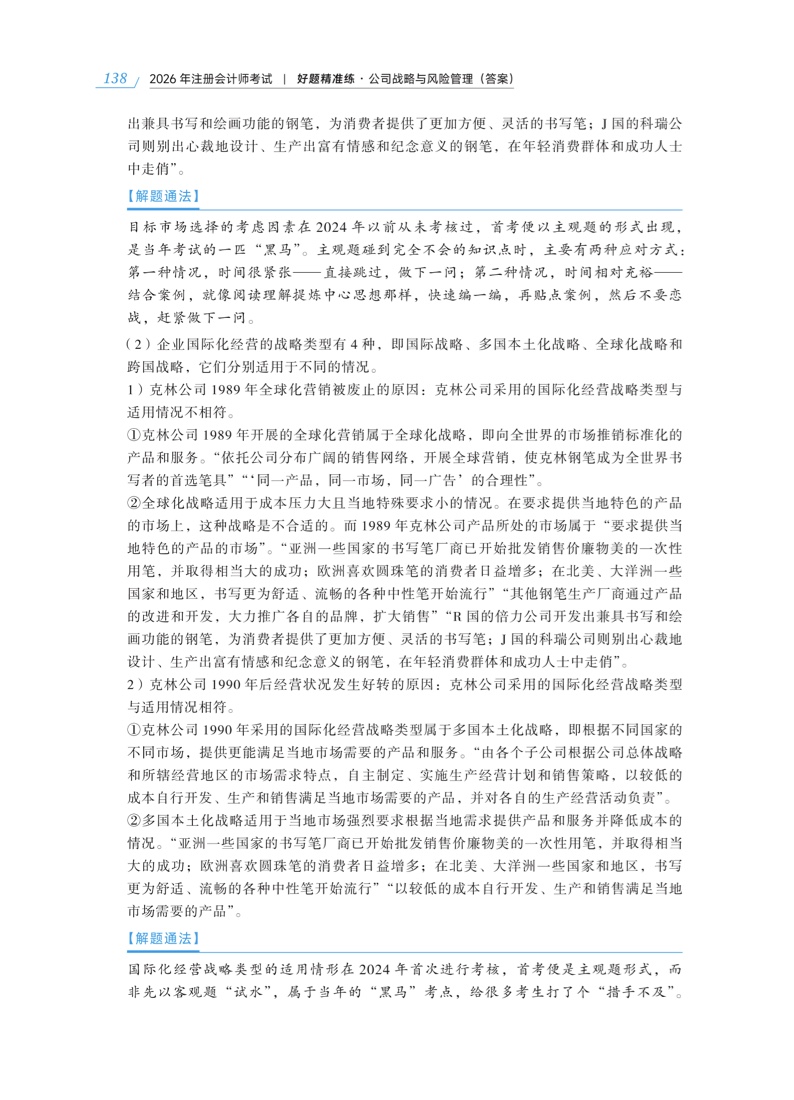 138 2026 年注册会计师考试 | 好题精准练·公司战略与风险管理（答案）
出兼具书写和绘画功能的钢笔，为消费者提供了更加方便、灵活的书写笔；J 国的科瑞公
司则别出心裁地设计、生产出富有情感和纪念意义的钢笔，在年轻消费群体和成功人士
中走俏”。
【解题通法】
目标市场选择的考虑因素在 2024 年以前从未考核过，首考便以主观题的形式出现，
是当年考试的一匹“黑马”。主观题碰到完全不会的知识点时，主要有两种应对方式：
第一种情况，时间很紧张——直接跳过，做下一问；第二种情况，时间相对充裕——
结合案例，就像阅读理解提炼中心思想那样，快速编一编，再贴点案例，然后不要恋
战，赶紧做下一问。
（2）企业国际化经营的战略类型有 4 种，即国际战略、多国本土化战略、全球化战略和
跨国战略，它们分别适用于不同的情况。
1）克林公司 1989 年全球化营销被废止的原因：克林公司采用的国际化经营战略类型与
适用情况不相符。
①克林公司 1989 年开展的全球化营销属于全球化战略，即向全世界的市场推销标准化的
产品和服务。“依托公司分布广阔的销售网络，开展全球营销，使克林钢笔成为全世界书
写者的首选笔具”“‘同一产品，同一市场，同一广告’的合理性”。
②全球化战略适用于成本压力大且当地特殊要求小的情况。在要求提供当地特色的产品
的市场上，这种战略是不合适的。而 1989 年克林公司产品所处的市场属于“要求提供当
地特色的产品的市场”。“亚洲一些国家的书写笔厂商已开始批发销售价廉物美的一次性
用笔，并取得相当大的成功；欧洲喜欢圆珠笔的消费者日益增多；在北美、大洋洲一些
国家和地区，书写更为舒适、流畅的各种中性笔开始流行”“其他钢笔生产厂商通过产品
的改进和开发，大力推广各自的品牌，扩大销售”“R 国的倍力公司开发出兼具书写和绘
画功能的钢笔，为消费者提供了更加方便、灵活的书写笔；J 国的科瑞公司则别出心裁地
设计、生产出富有情感和纪念意义的钢笔，在年轻消费群体和成功人士中走俏”。
2）克林公司 1990 年后经营状况发生好转的原因：克林公司采用的国际化经营战略类型
与适用情况相符。
①克林公司 1990 年采用的国际化经营战略类型属于多国本土化战略，即根据不同国家的
不同市场，提供更能满足当地市场需要的产品和服务。“由各个子公司根据公司总体战略
和所辖经营地区的市场需求特点，自主制定、实施生产经营计划和销售策略，以较低的
成本自行开发、生产和销售满足当地市场需要的产品，并对各自的生产经营活动负责”。
②多国本土化战略适用于当地市场强烈要求根据当地需求提供产品和服务并降低成本的
情况。“亚洲一些国家的书写笔厂商已开始批发销售价廉物美的一次性用笔，并取得相当
大的成功；欧洲喜欢圆珠笔的消费者日益增多；在北美、大洋洲一些国家和地区，书写
更为舒适、流畅的各种中性笔开始流行”“以较低的成本自行开发、生产和销售满足当地
市场需要的产品”。
【解题通法】
国际化经营战略类型的适用情形在 2024 年首次进行考核，首考便是主观题形式，而
非先以客观题“试水”，属于当年的“黑马”考点，给很多考生打了个“措手不及”。